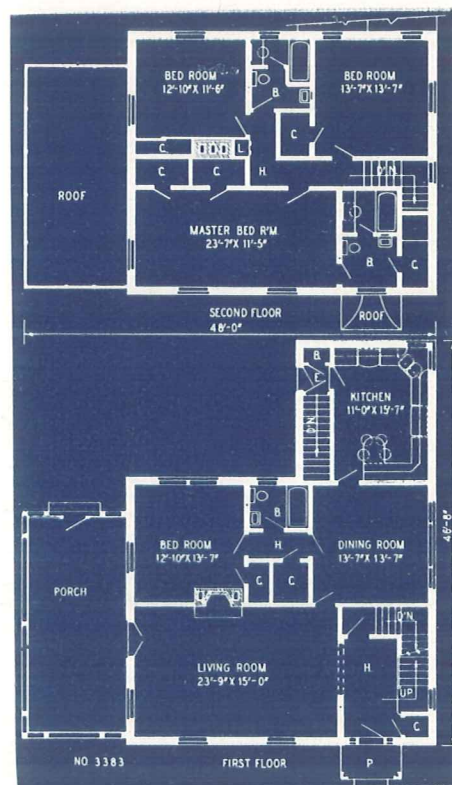 BED ROOM
12'-10" X 11'-6"
B.
BED ROOM
13'-7" X 13'-7"
C.
C.
L.
H.
C.
C.
D'N.
ROOF
MASTER BED R'M.
23'-7" X 11'-5"
B.
C.
SECOND FLOOR
ROOF
48'-0"
B.
E.
KITCHEN
11'-0" X 15'-7"
D'N.
46'-8"
BED ROOM
12'-10" X 13'-7"
B.
H.
DINING ROOM
13'-7" X 13'-7"
C.
C.
PORCH
D'N.
LIVING ROOM
23'-9" X 15'-0"
H.
UP
C.
NO 3383
FIRST FLOOR
P.